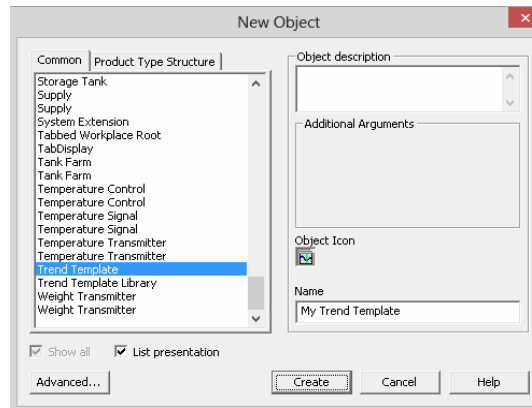 New Object
Common
Product Type Structure
Storage Tank
Supply
Supply
System Extension
Tabbed Workplace Root
TabDisplay
Tank Farm
Tank Farm
Temperature Control
Temperature Control
Temperature Signal
Temperature Signal
Temperature Transmitter
Temperature Transmitter
Trend Template
Trend Template Library
Weight Transmitter
Weight Transmitter
Object description
Additional Arguments
Object Icon
Name
My Trend Template
Show all
List presentation
Advanced...
Create
Cancel
Help